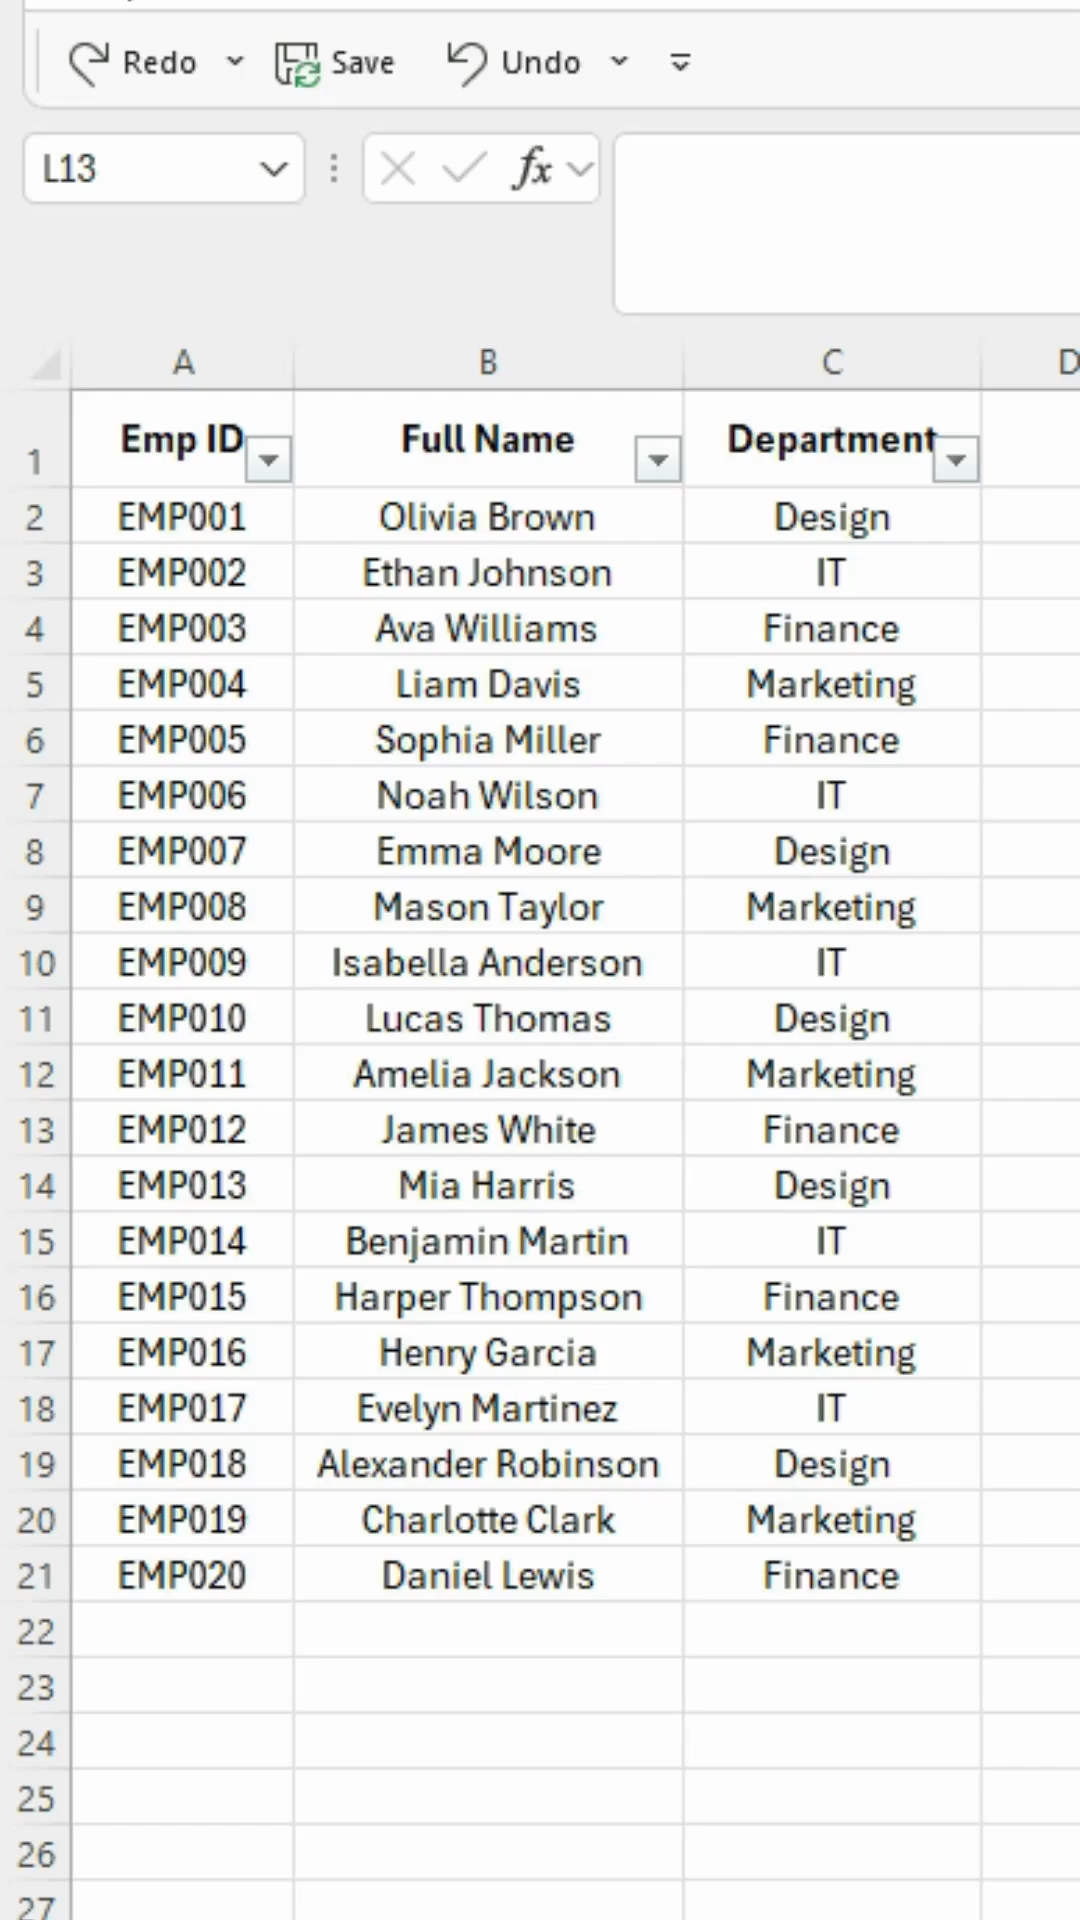 Redo Save Undo
L13 fx
A B C D
1 Emp ID Full Name Department
2 EMP001 Olivia Brown Design
3 EMP002 Ethan Johnson IT
4 EMP003 Ava Williams Finance
5 EMP004 Liam Davis Marketing
6 EMP005 Sophia Miller Finance
7 EMP006 Noah Wilson IT
8 EMP007 Emma Moore Design
9 EMP008 Mason Taylor Marketing
10 EMP009 Isabella Anderson IT
11 EMP010 Lucas Thomas Design
12 EMP011 Amelia Jackson Marketing
13 EMP012 James White Finance
14 EMP013 Mia Harris Design
15 EMP014 Benjamin Martin IT
16 EMP015 Harper Thompson Finance
17 EMP016 Henry Garcia Marketing
18 EMP017 Evelyn Martinez IT
19 EMP018 Alexander Robinson Design
20 EMP019 Charlotte Clark Marketing
21 EMP020 Daniel Lewis Finance
22
23
24
25
26
27